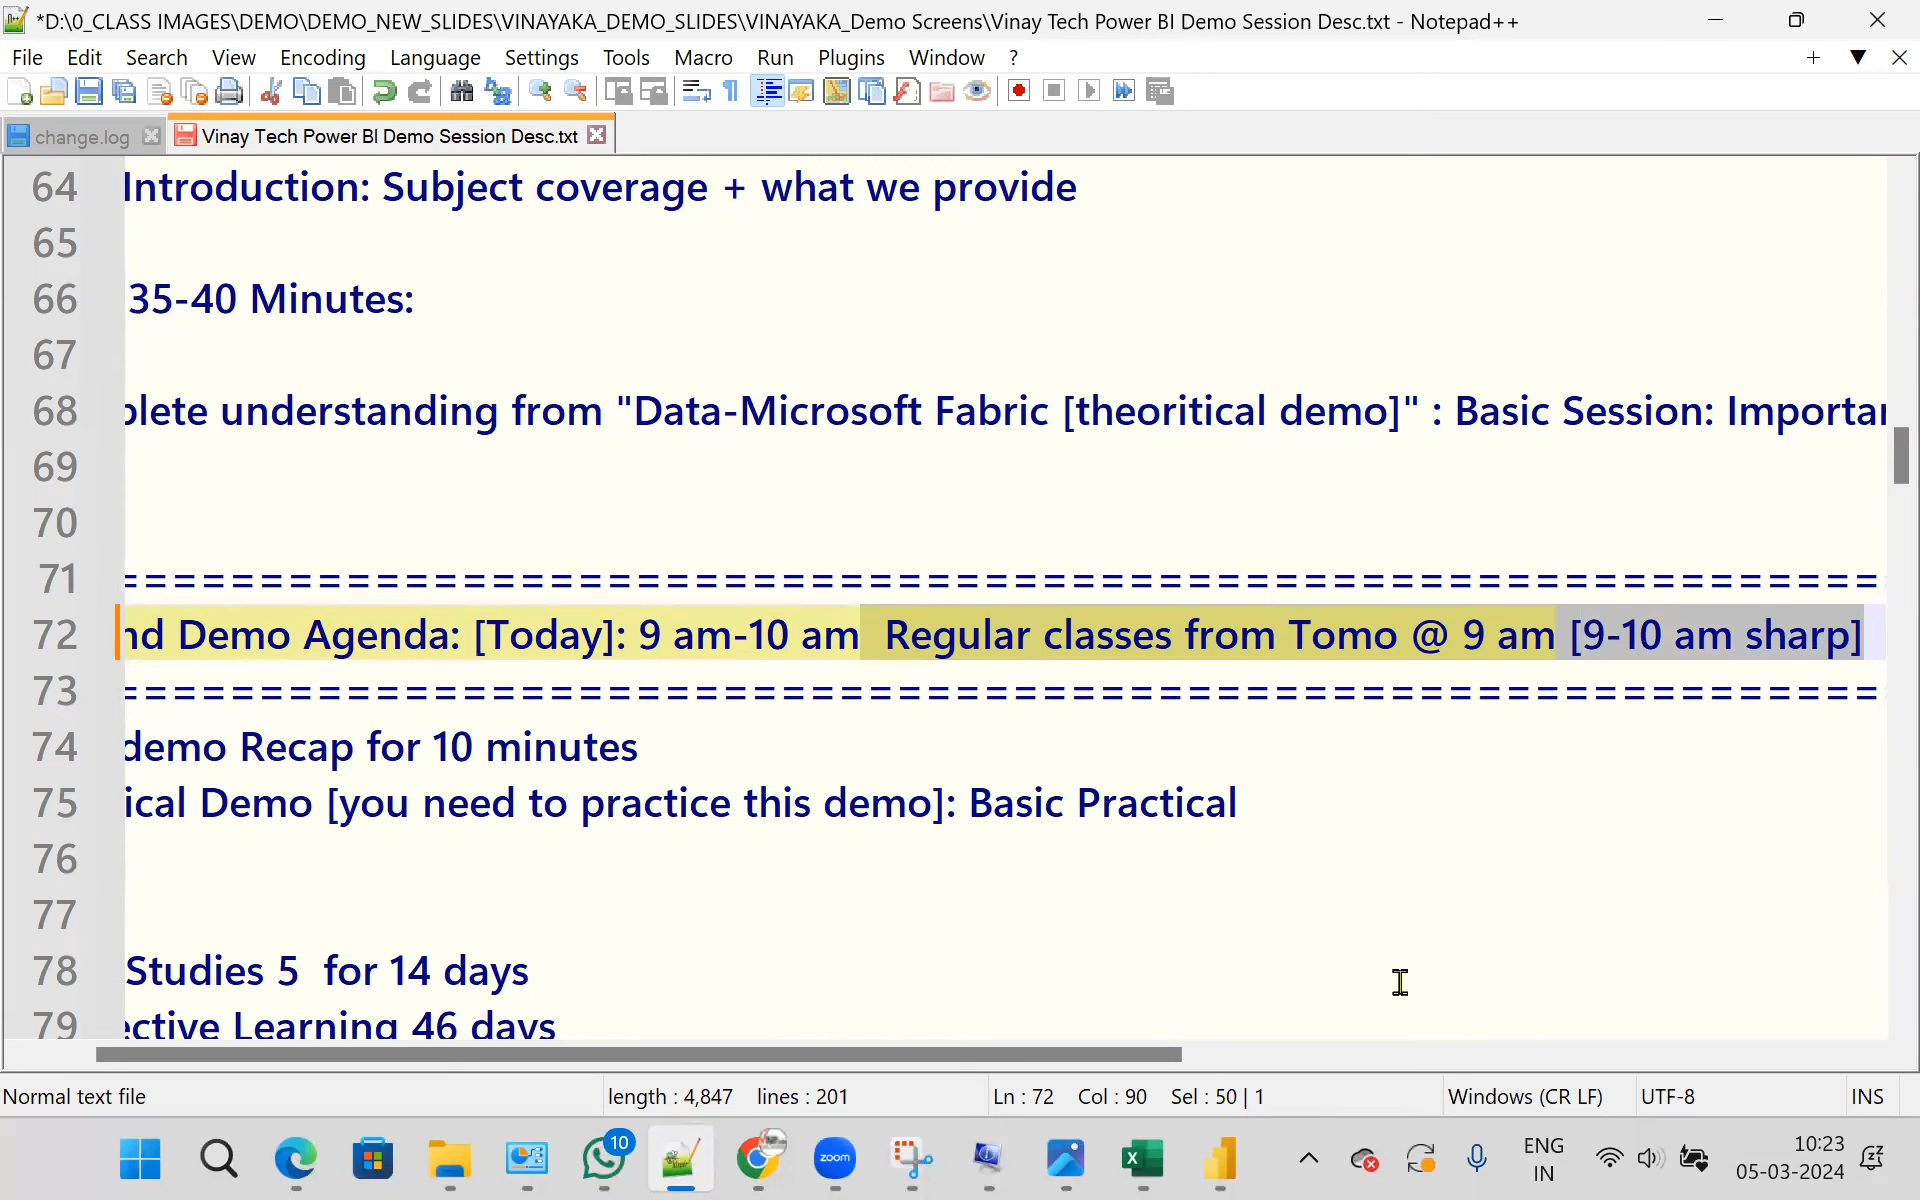 *D:\0_CLASS IMAGES\DEMO\DEMO_NEW_SLIDES\VINAYAKA_DEMO_SLIDES\VINAYAKA_Demo Screens\Vinay Tech Power BI Demo Session Desc.txt - Notepad++
File Edit Search View Encoding Language Settings Tools Macro Run Plugins Window ?
change.log Vinay Tech Power BI Demo Session Desc.txt
64 Introduction: Subject coverage + what we provide
65
66 35-40 Minutes:
67
68 plete understanding from "Data-Microsoft Fabric [theoritical demo]" : Basic Session: Importan
69
70
71 =============================================================
72 nd Demo Agenda: [Today]: 9 am-10 am  Regular classes from Tomo @ 9 am [9-10 am sharp]
73 =============================================================
74 demo Recap for 10 minutes
75 ical Demo [you need to practice this demo]: Basic Practical
76
77
78 Studies 5  for 14 days
79 ective Learning 46 days
Normal text file length : 4,847 lines : 201 Ln : 72 Col : 90 Sel : 50 | 1 Windows (CR LF) UTF-8 INS
10 zoom ENG 10:23
IN 05-03-2024